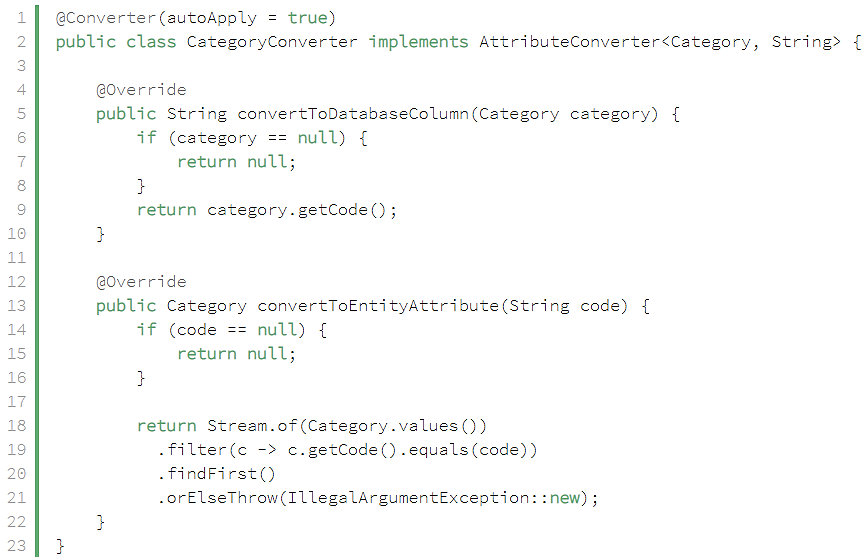 1 @Converter(autoApply = true)
2 public class CategoryConverter implements AttributeConverter<Category, String> {
3
4     @Override
5     public String convertToDatabaseColumn(Category category) {
6         if (category == null) {
7             return null;
8         }
9         return category.getCode();
10     }
11
12     @Override
13     public Category convertToEntityAttribute(String code) {
14         if (code == null) {
15             return null;
16         }
17
18         return Stream.of(Category.values())
19           .filter(c -> c.getCode().equals(code))
20           .findFirst()
21           .orElseThrow(IllegalArgumentException::new);
22     }
23 }